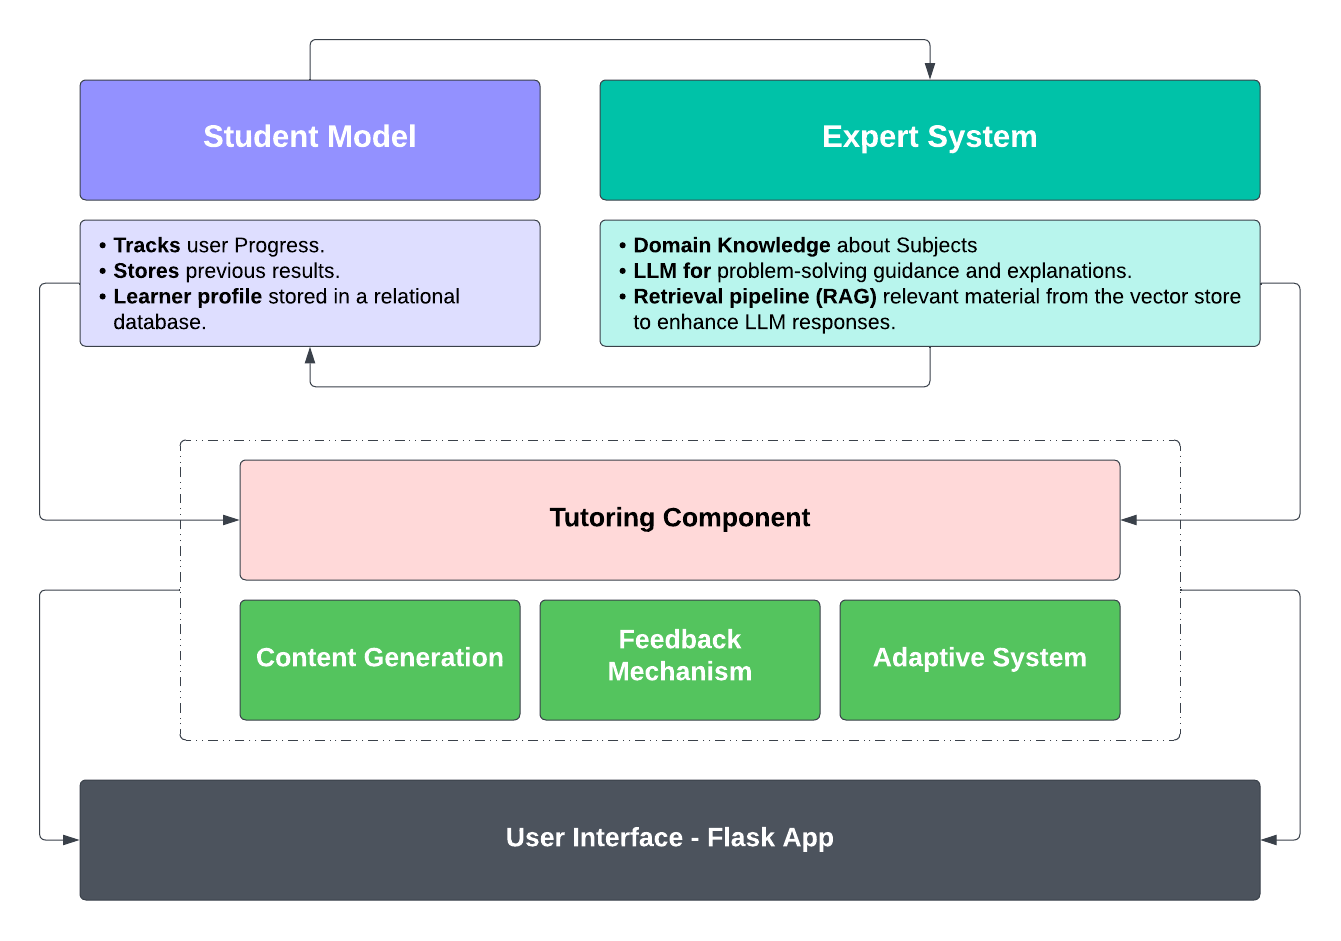 Student Model
Expert System
• Tracks user Progress.
• Stores previous results.
• Learner profile stored in a relational
database.
• Domain Knowledge about Subjects
• LLM for problem-solving guidance and explanations.
• Retrieval pipeline (RAG) relevant material from the vector store
to enhance LLM responses.
Tutoring Component
Content Generation
Feedback
Mechanism
Adaptive System
User Interface - Flask App